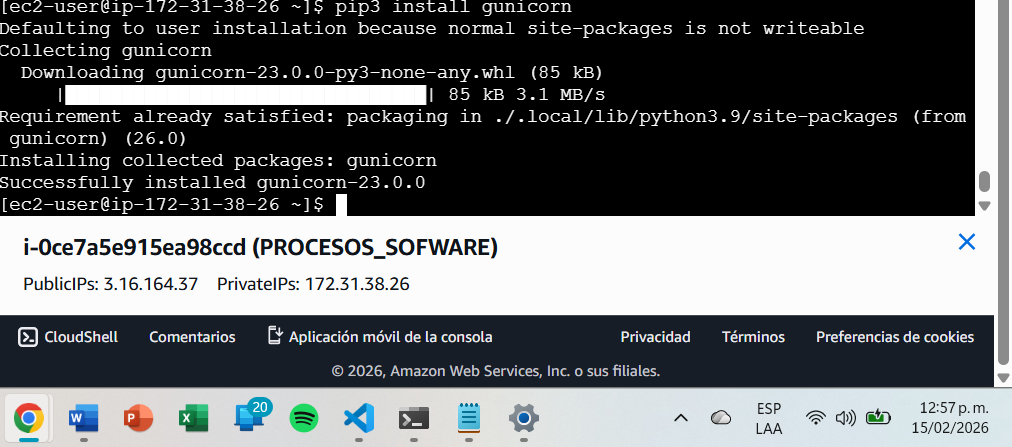 [ec2-user@ip-172-31-38-26 ~]$ pip3 install gunicorn
Defaulting to user installation because normal site-packages is not writeable
Collecting gunicorn
  Downloading gunicorn-23.0.0-py3-none-any.whl (85 kB)
     |████████████████████████████████| 85 kB 3.1 MB/s
Requirement already satisfied: packaging in ./.local/lib/python3.9/site-packages (from
 gunicorn) (26.0)
Installing collected packages: gunicorn
Successfully installed gunicorn-23.0.0
[ec2-user@ip-172-31-38-26 ~]$
i-0ce7a5e915ea98ccd (PROCESOS_SOFWARE)
PublicIPs: 3.16.164.37 PrivateIPs: 172.31.38.26
CloudShell Comentarios Aplicación móvil de la consola Privacidad Términos Preferencias de cookies
© 2026, Amazon Web Services, Inc. o sus filiales.
20
ESP
LAA
12:57 p. m.
15/02/2026